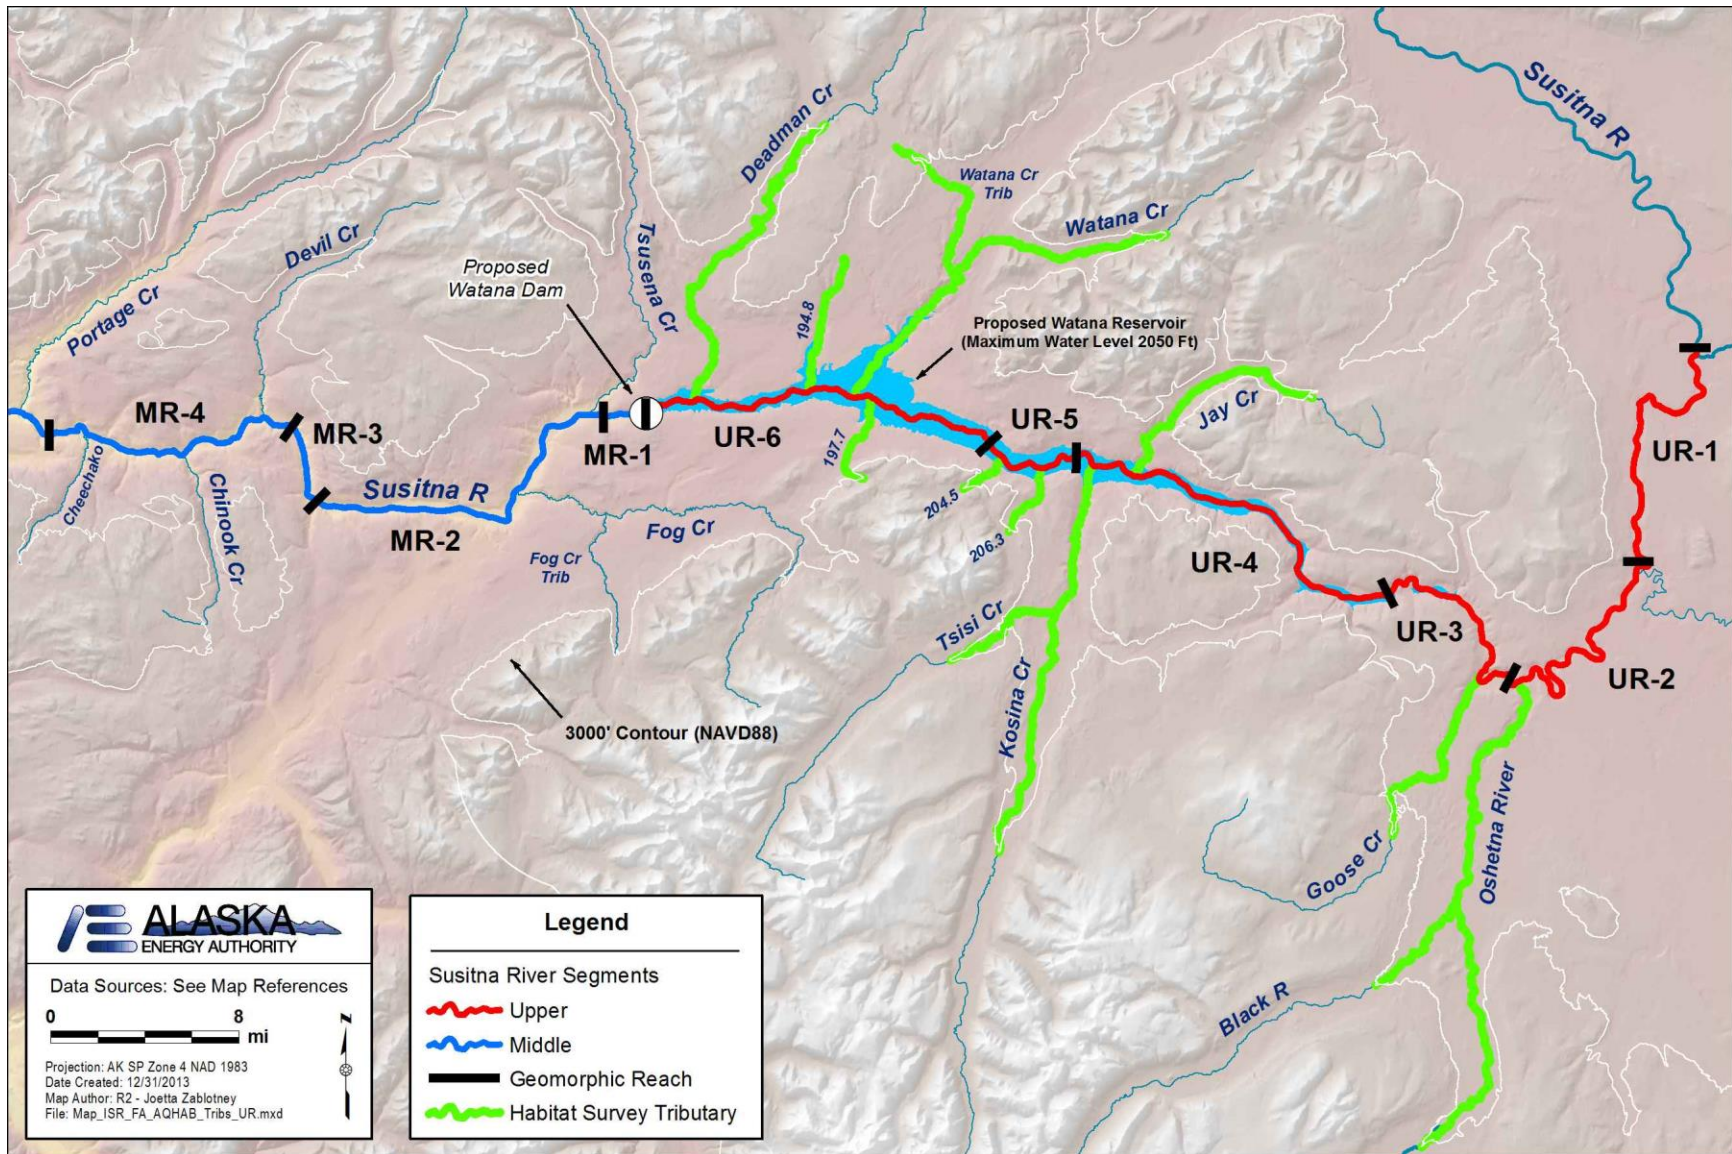 Susitna R
Deadman Cr
Watana Cr
Trib
Watana Cr
Devil Cr
Tsusena Cr
Proposed
Watana Dam
Portage Cr
194.8
Proposed Watana Reservoir
(Maximum Water Level 2050 Ft)
MR-4
MR-3
MR-1
UR-6
UR-5
Jay Cr
UR-1
197.7
Cheechako
Chinook Cr
Susitna R
MR-2
Fog Cr
Fog Cr
Trib
204.5
206.3
UR-4
UR-3
UR-2
Tsisi Cr
Kosina Cr
3000' Contour (NAVD88)
Goose Cr
Oshetna River
Black R
ALASKA
ENERGY AUTHORITY
Data Sources: See Map References
0 8
mi
N
Projection: AK SP Zone 4 NAD 1983
Date Created: 12/31/2013
Map Author: R2 - Joetta Zablotney
File: Map_ISR_FA_AQHAB_Tribs_UR.mxd
Legend
Susitna River Segments
Upper
Middle
Geomorphic Reach
Habitat Survey Tributary